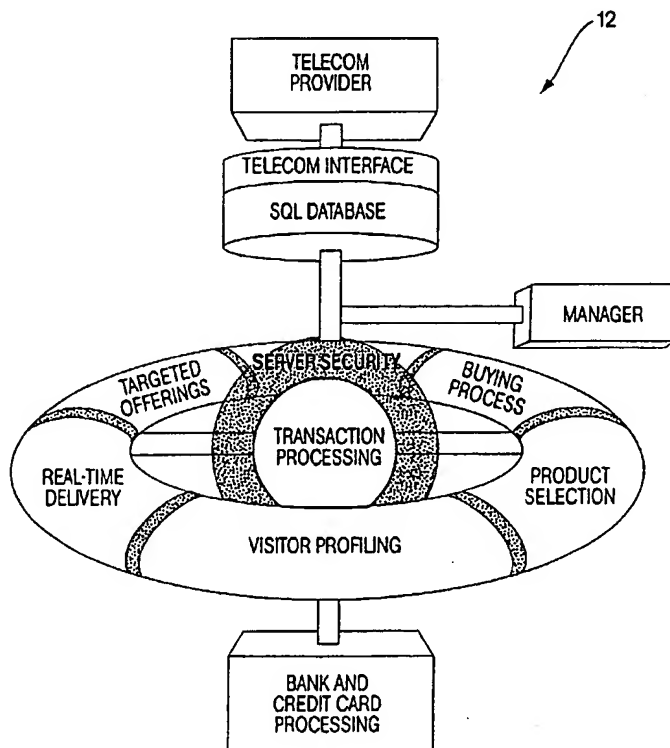 12
TELECOM
PROVIDER
TELECOM INTERFACE
SQL DATABASE
MANAGER
SERVER SECURITY
TARGETED
OFFERINGS
BUYING
PROCESS
TRANSACTION
PROCESSING
REAL-TIME
DELIVERY
PRODUCT
SELECTION
VISITOR PROFILING
BANK AND
CREDIT CARD
PROCESSING